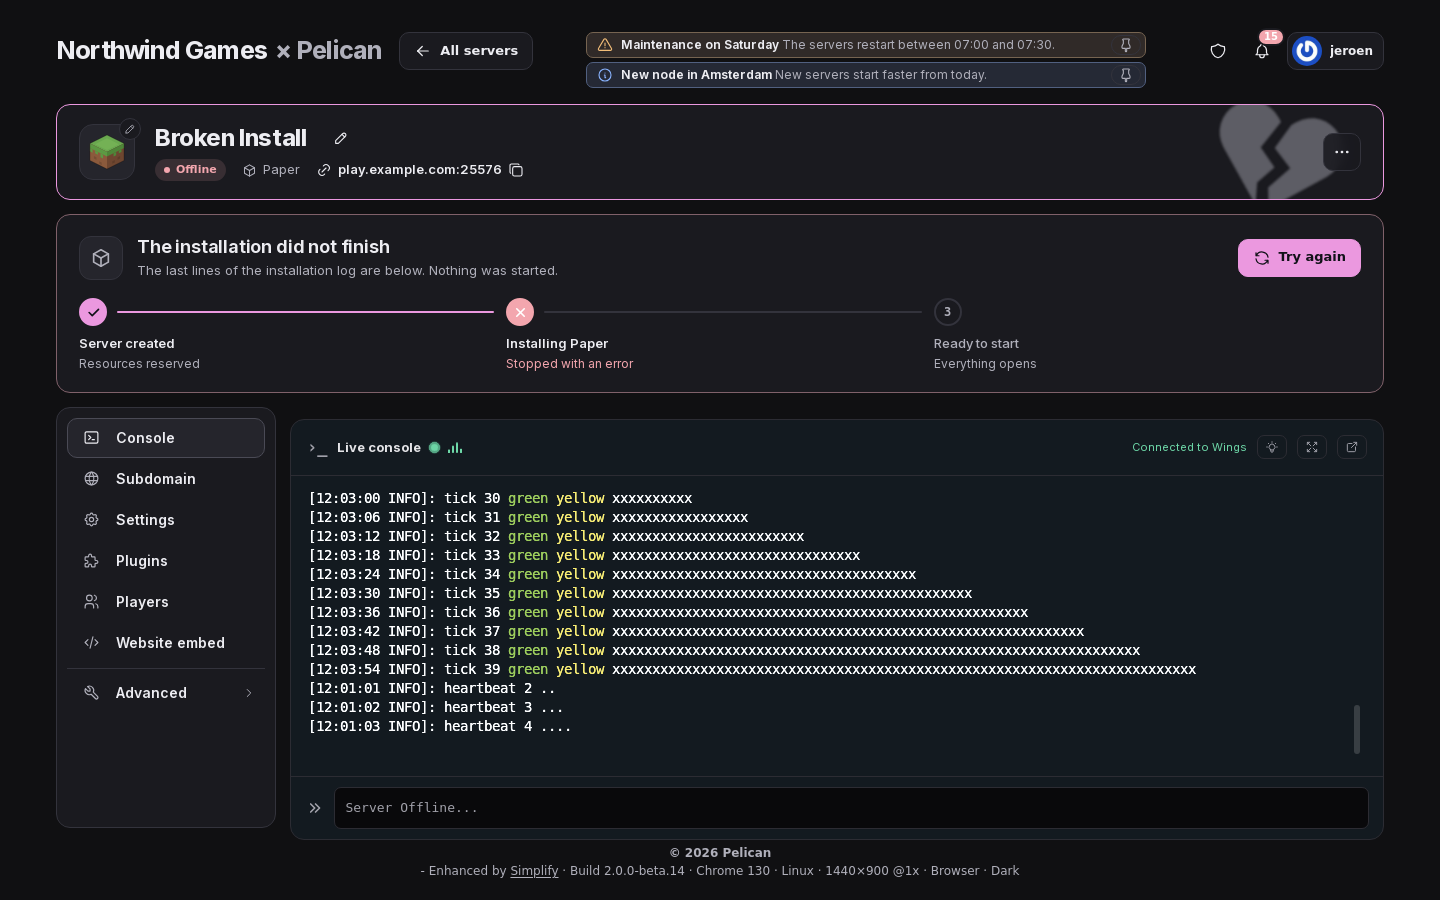 Northwind Games × Pelican
All servers
Maintenance on Saturday The servers restart between 07:00 and 07:30.
New node in Amsterdam New servers start faster from today.
15
jeroen
Broken Install
Offline
Paper
play.example.com:25576
The installation did not finish
The last lines of the installation log are below. Nothing was started.
Try again
3
Server created
Resources reserved
Installing Paper
Stopped with an error
Ready to start
Everything opens
Console
Subdomain
Settings
Plugins
Players
Website embed
Advanced
Live console
Connected to Wings
[12:03:00 INFO]: tick 30 green yellow xxxxxxxxxx
[12:03:06 INFO]: tick 31 green yellow xxxxxxxxxxxxxxxxx
[12:03:12 INFO]: tick 32 green yellow xxxxxxxxxxxxxxxxxxxxxxxx
[12:03:18 INFO]: tick 33 green yellow xxxxxxxxxxxxxxxxxxxxxxxxxxxxxxx
[12:03:24 INFO]: tick 34 green yellow xxxxxxxxxxxxxxxxxxxxxxxxxxxxxxxxxxxxxx
[12:03:30 INFO]: tick 35 green yellow xxxxxxxxxxxxxxxxxxxxxxxxxxxxxxxxxxxxxxxxxxxxx
[12:03:36 INFO]: tick 36 green yellow xxxxxxxxxxxxxxxxxxxxxxxxxxxxxxxxxxxxxxxxxxxxxxxxxxxx
[12:03:42 INFO]: tick 37 green yellow xxxxxxxxxxxxxxxxxxxxxxxxxxxxxxxxxxxxxxxxxxxxxxxxxxxxxxxxxxx
[12:03:48 INFO]: tick 38 green yellow xxxxxxxxxxxxxxxxxxxxxxxxxxxxxxxxxxxxxxxxxxxxxxxxxxxxxxxxxxxxxxxxxx
[12:03:54 INFO]: tick 39 green yellow xxxxxxxxxxxxxxxxxxxxxxxxxxxxxxxxxxxxxxxxxxxxxxxxxxxxxxxxxxxxxxxxxxxxxxxxx
[12:01:01 INFO]: heartbeat 2 ..
[12:01:02 INFO]: heartbeat 3 ...
[12:01:03 INFO]: heartbeat 4 ....
Server Offline...
© 2026 Pelican
- Enhanced by Simplify · Build 2.0.0-beta.14 · Chrome 130 · Linux · 1440×900 @1x · Browser · Dark